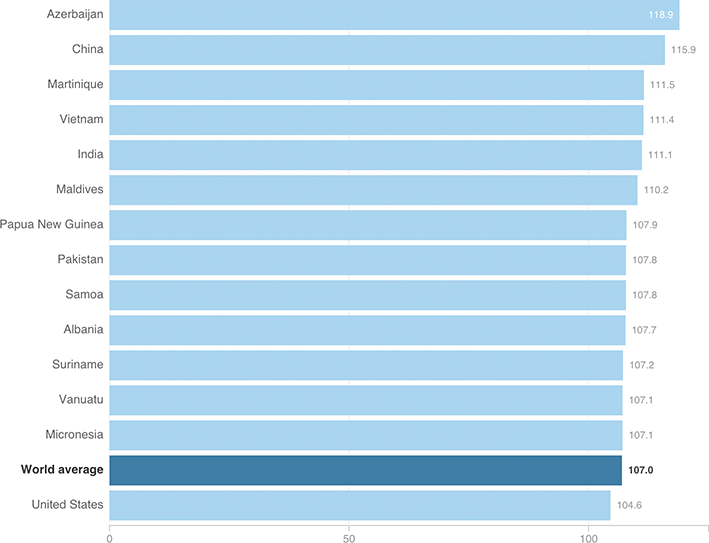 Azerbaijan 118.9
China 115.9
Martinique 111.5
Vietnam 111.4
India 111.1
Maldives 110.2
Papua New Guinea 107.9
Pakistan 107.8
Samoa 107.8
Albania 107.7
Suriname 107.2
Vanuatu 107.1
Micronesia 107.1
World average 107.0
United States 104.6
0 50 100